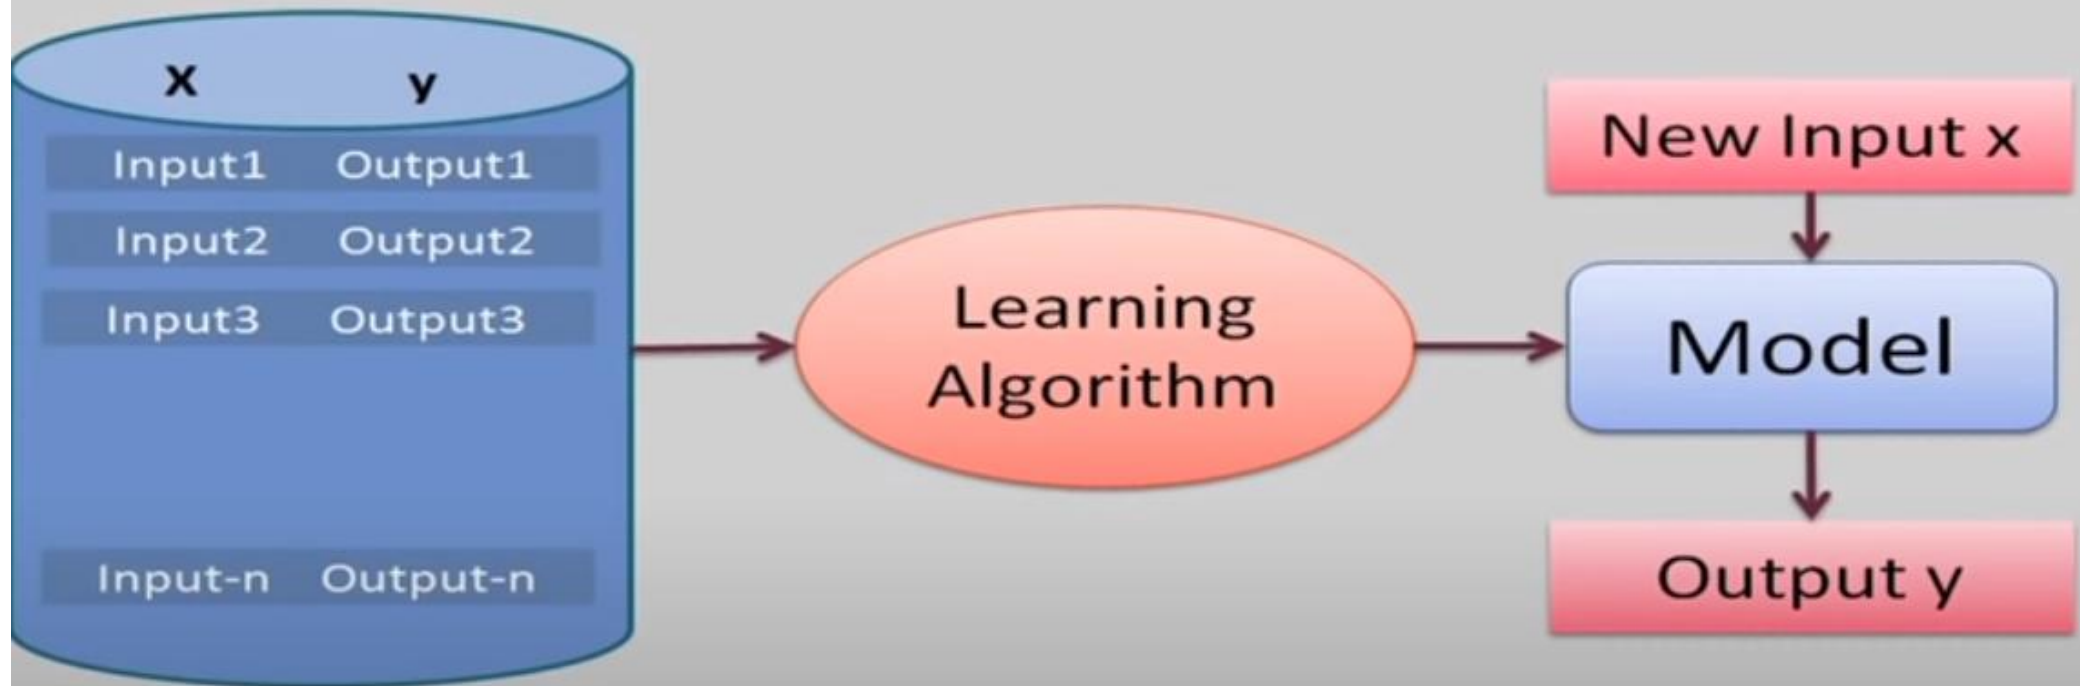 x y
Input1 Output1
Input2 Output2
Input3 Output3
Input-n Output-n
Learning
Algorithm
New Input x
Model
Output y